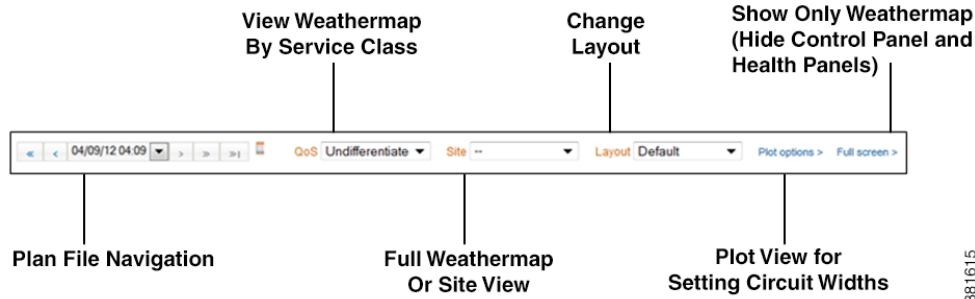 View Weathermap
By Service Class
Change
Layout
Show Only Weathermap
(Hide Control Panel and
Health Panels)
« < 04/09/12 04:09 > » »| QoS Undifferentiate Site -- Layout Default Plot options > Full screen >
Plan File Navigation
Full Weathermap
Or Site View
Plot View for
Setting Circuit Widths
381615